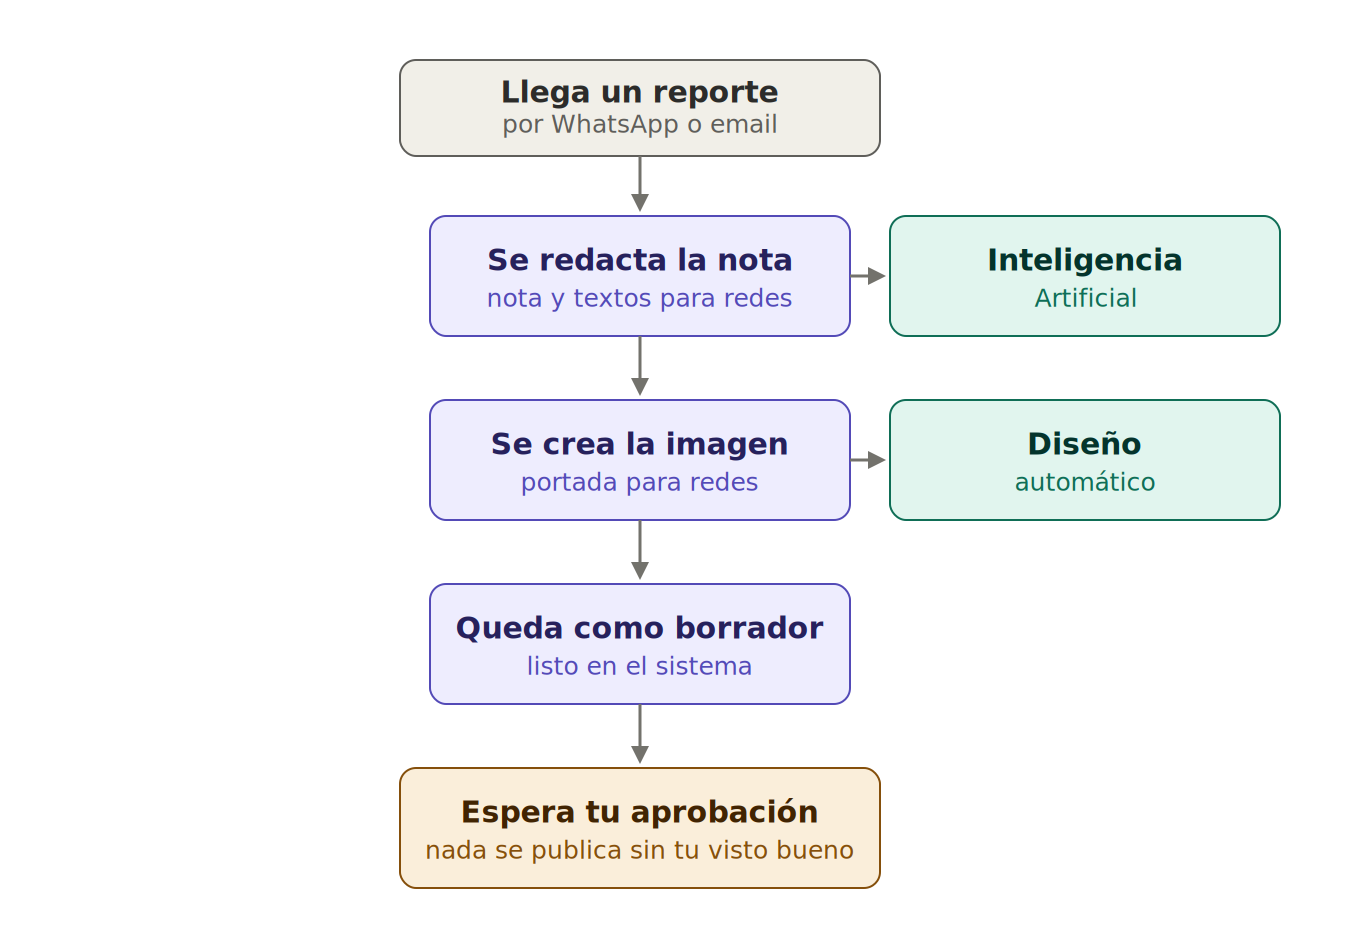 Llega un reporte
por WhatsApp o email
Se redacta la nota
nota y textos para redes
Inteligencia
Artificial
Se crea la imagen
portada para redes
Diseño
automático
Queda como borrador
listo en el sistema
Espera tu aprobación
nada se publica sin tu visto bueno